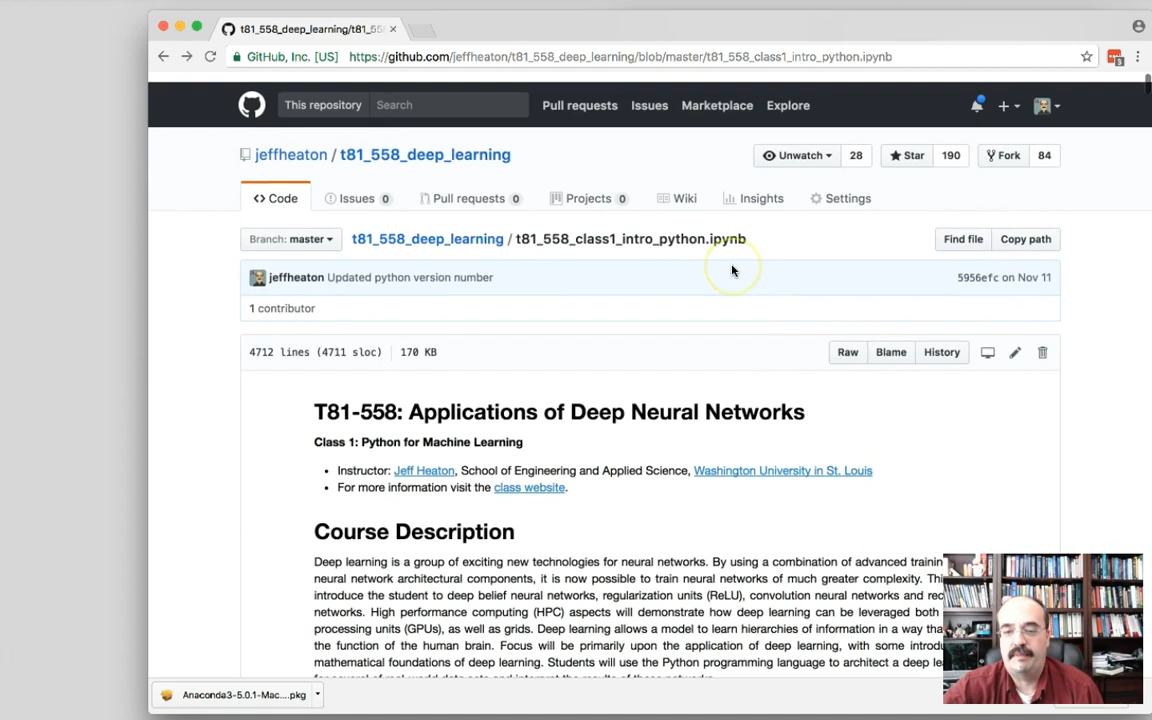 t81_558_deep_learning/t81_55
GitHub, Inc. [US] https://github.com/jeffheaton/t81_558_deep_learning/blob/master/t81_558_class1_intro_python.ipynb
This repository Search Pull requests Issues Marketplace Explore
jeffheaton / t81_558_deep_learning Unwatch 28 Star 190 Fork 84
<> Code Issues 0 Pull requests 0 Projects 0 Wiki Insights Settings
Branch: master t81_558_deep_learning / t81_558_class1_intro_python.ipynb Find file Copy path
jeffheaton Updated python version number 5956efc on Nov 11
1 contributor
4712 lines (4711 sloc) 170 KB Raw Blame History
T81-558: Applications of Deep Neural Networks
Class 1: Python for Machine Learning
• Instructor: Jeff Heaton, School of Engineering and Applied Science, Washington University in St. Louis
• For more information visit the class website.
Course Description
Deep learning is a group of exciting new technologies for neural networks. By using a combination of advanced trainin
neural network architectural components, it is now possible to train neural networks of much greater complexity. Thi
introduce the student to deep belief neural networks, regularization units (ReLU), convolution neural networks and rec
networks. High performance computing (HPC) aspects will demonstrate how deep learning can be leveraged both
processing units (GPUs), as well as grids. Deep learning allows a model to learn hierarchies of information in a way tha
the function of the human brain. Focus will be primarily upon the application of deep learning, with some introdu
mathematical foundations of deep learning. Students will use the Python programming language to architect a deep le
Anaconda3-5.0.1-Mac....pkg